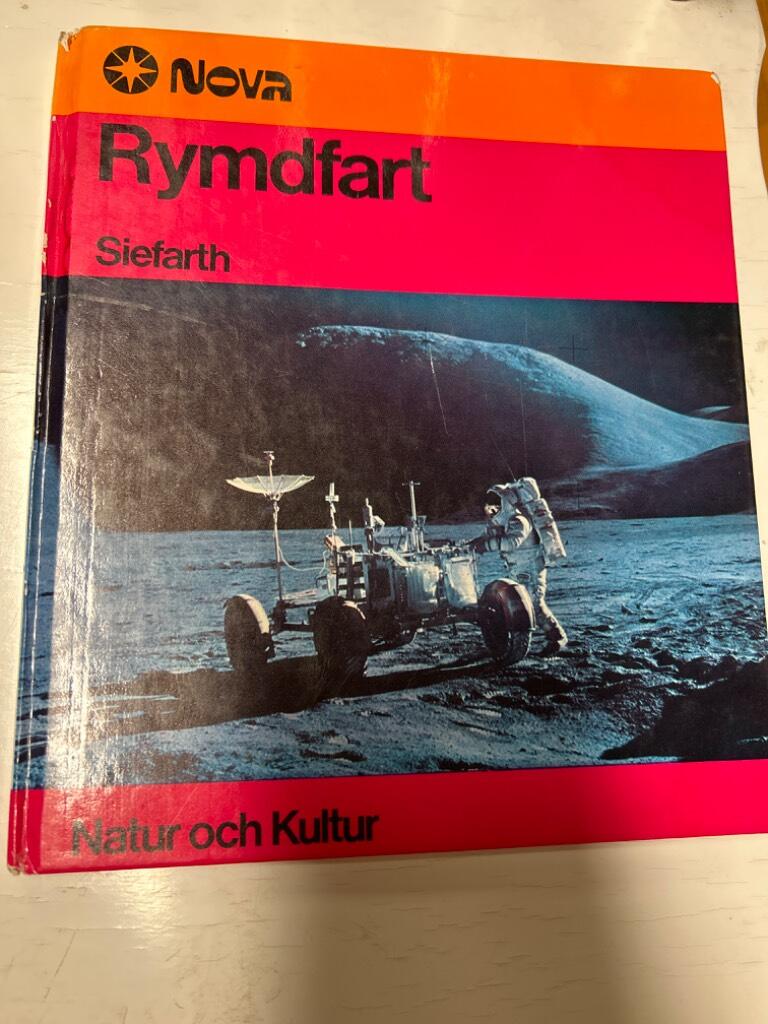 Nova
Rymdfart
Siefarth
Natur och Kultur